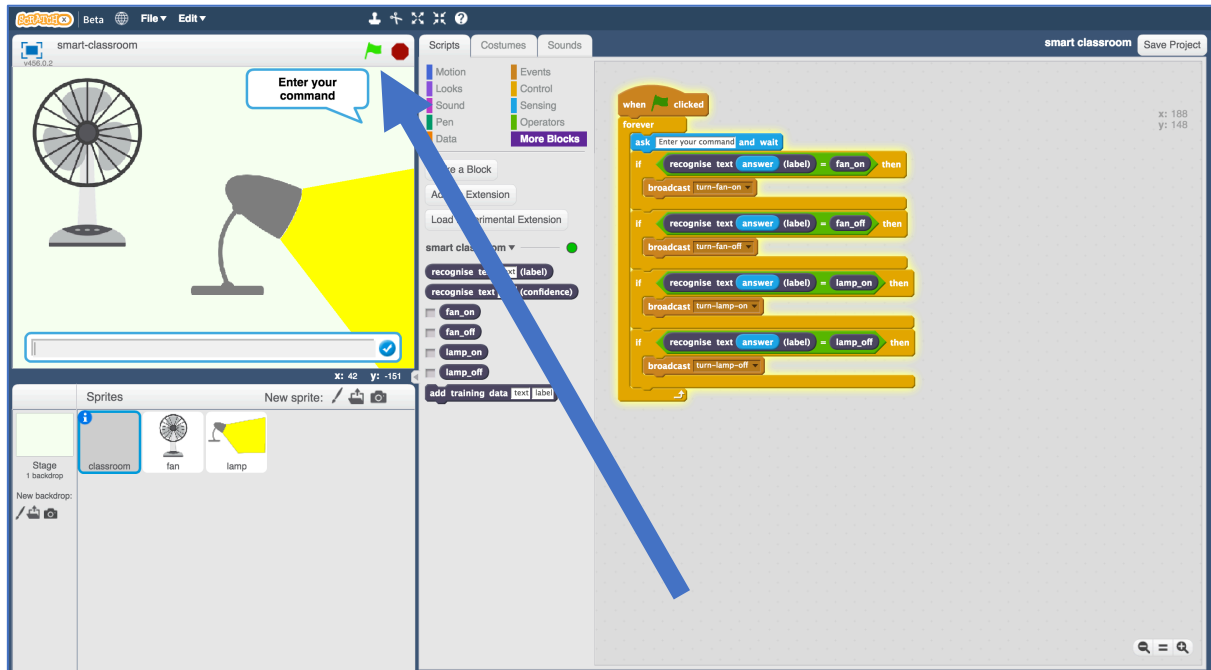 SCRATCHX Beta File▾ Edit▾
smart-classroom
v456.0.2
Enter your
command
x: 42 y: -151
Sprites New sprite:
Stage
1 backdrop
classroom fan lamp
New backdrop:
Scripts Costumes Sounds
Motion Events
Looks Control
Sound Sensing
Pen Operators
Data More Blocks
a Block
Extension
Load Extension
smart ▾
recognise (label)
recognise text (confidence)
fan_on
fan_off
lamp_on
lamp_off
add training data text label
smart classroom Save Project
x: 188
y: 148
when clicked
forever
ask Enter your command and wait
if recognise text answer (label) = fan_on then
broadcast turn-fan-on
if recognise text answer (label) = fan_off then
broadcast turn-fan-off
if recognise text answer (label) = lamp_on then
broadcast turn-lamp-on
if recognise text answer (label) = lamp_off then
broadcast turn-lamp-off